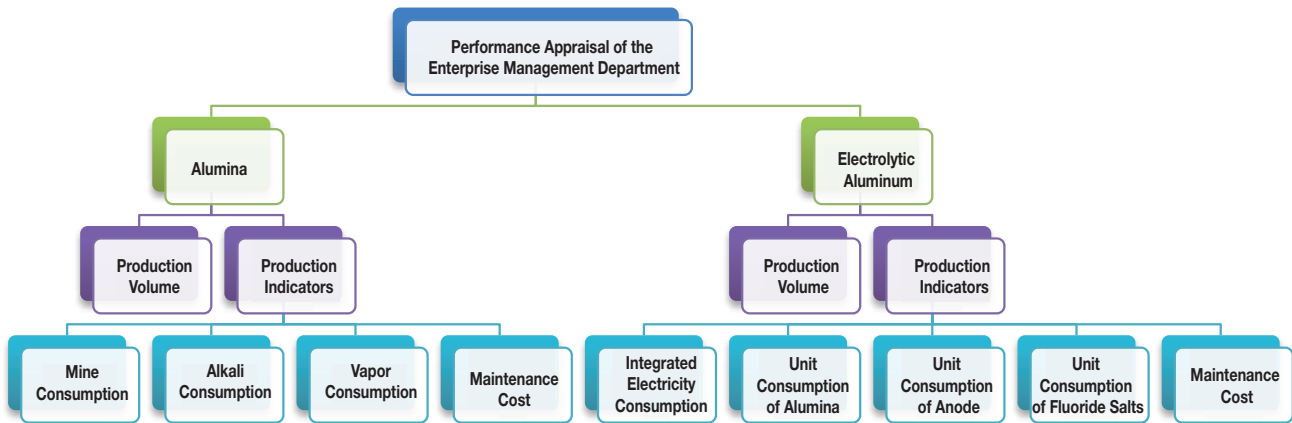 Performance Appraisal of the
Enterprise Management Department
Alumina
Electrolytic
Aluminum
Production
Volume
Production
Indicators
Production
Volume
Production
Indicators
Mine
Consumption
Alkali
Consumption
Vapor
Consumption
Maintenance
Cost
Integrated
Electricity
Consumption
Unit
Consumption
of Alumina
Unit
Consumption
of Anode
Unit
Consumption
of Fluoride Salts
Maintenance
Cost